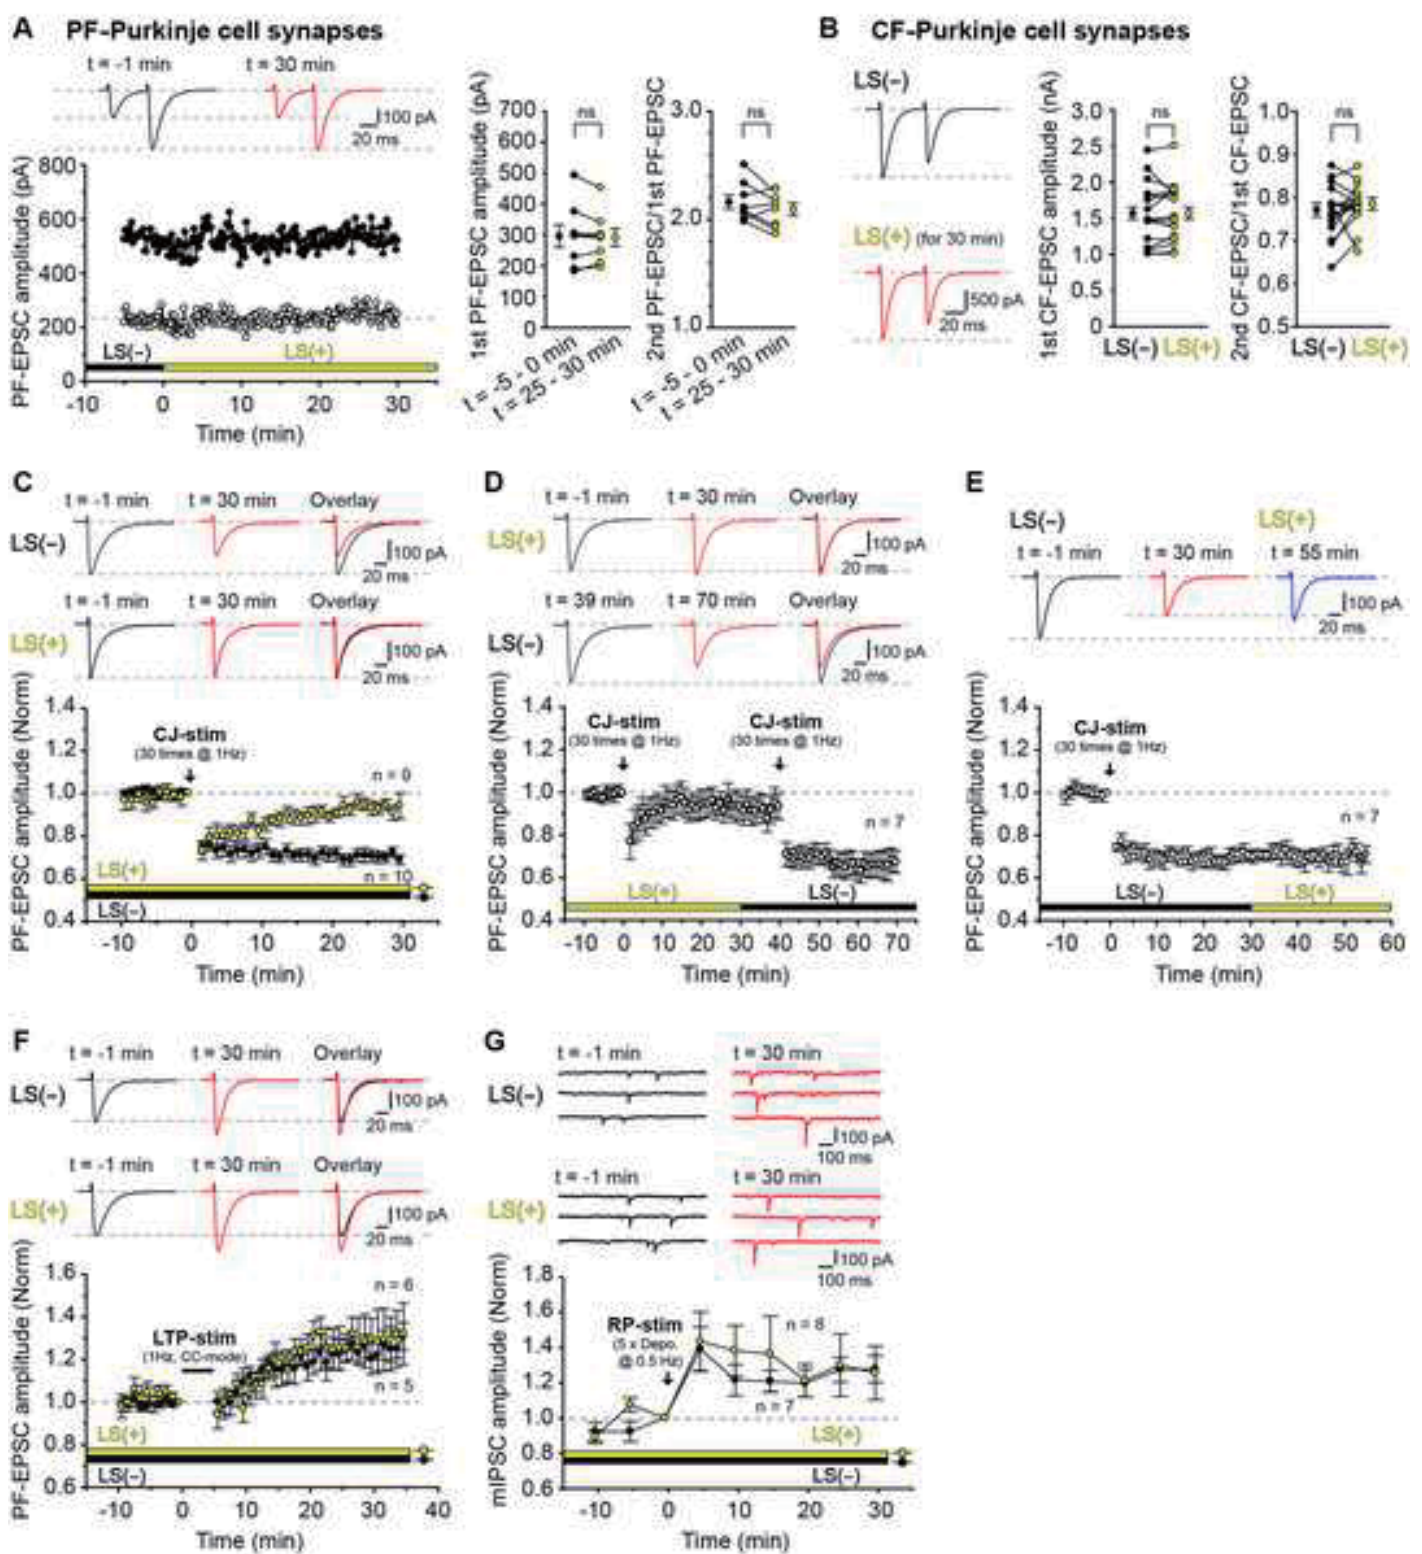 A PF-Purkinje cell synapses
t = -1 min t = 30 min
100 pA
20 ms
PF-EPSC amplitude (pA)
800
600
400
200
0
LS(–) LS(+)
-10 0 10 20 30
Time (min)
1st PF-EPSC amplitude (pA)
700
600
500
400
300
200
100
0
ns
t = -5 - 0 min
t = 25 - 30 min
2nd PF-EPSC/1st PF-EPSC
3.0
2.0
1.0
ns
t = -5 - 0 min
t = 25 - 30 min
B CF-Purkinje cell synapses
LS(–)
LS(+) (for 30 min)
500 pA
20 ms
1st CF-EPSC amplitude (nA)
3.0
2.5
2.0
1.5
1.0
0.5
0
ns
LS(–) LS(+)
2nd CF-EPSC/1st CF-EPSC
1.0
0.9
0.8
0.7
0.6
0.5
ns
LS(–) LS(+)
C
t = -1 min t = 30 min Overlay
LS(–)
100 pA
20 ms
t = -1 min t = 30 min Overlay
LS(+)
100 pA
20 ms
PF-EPSC amplitude (Norm)
1.4
1.2
1.0
0.8
0.6
0.4
CJ-stim
(30 times @ 1Hz)
n = 9
n = 10
LS(+)
LS(–)
-10 0 10 20 30 40
Time (min)
D
t = -1 min t = 30 min Overlay
LS(+)
100 pA
20 ms
t = 39 min t = 70 min Overlay
LS(–)
100 pA
20 ms
PF-EPSC amplitude (Norm)
1.4
1.2
1.0
0.8
0.6
0.4
CJ-stim CJ-stim
(30 times @ 1Hz) (30 times @ 1Hz)
n = 7
LS(+) LS(–)
-10 0 10 20 30 40 50 60 70
Time (min)
E
LS(–) LS(+)
t = -1 min t = 30 min t = 55 min
100 pA
20 ms
PF-EPSC amplitude (Norm)
1.4
1.2
1.0
0.8
0.6
0.4
CJ-stim
(30 times @ 1Hz)
n = 7
LS(–) LS(+)
-10 0 10 20 30 40 50 60
Time (min)
F
t = -1 min t = 30 min Overlay
LS(–)
100 pA
20 ms
t = -1 min t = 30 min Overlay
LS(+)
100 pA
20 ms
PF-EPSC amplitude (Norm)
1.6
1.4
1.2
1.0
0.8
0.6
n = 6
LTP-stim
(1Hz, CC-mode)
n = 5
LS(+)
LS(–)
-10 0 10 20 30 40
Time (min)
G
t = -1 min t = 30 min
LS(–)
100 pA
100 ms
t = -1 min t = 30 min
LS(+)
100 pA
100 ms
mIPSC amplitude (Norm)
1.8
1.6
1.4
1.2
1.0
0.8
0.6
RP-stim
(5 x Depo.
@ 0.5 Hz)
n = 8
n = 7
LS(+)
LS(–)
-10 0 10 20 30
Time (min)